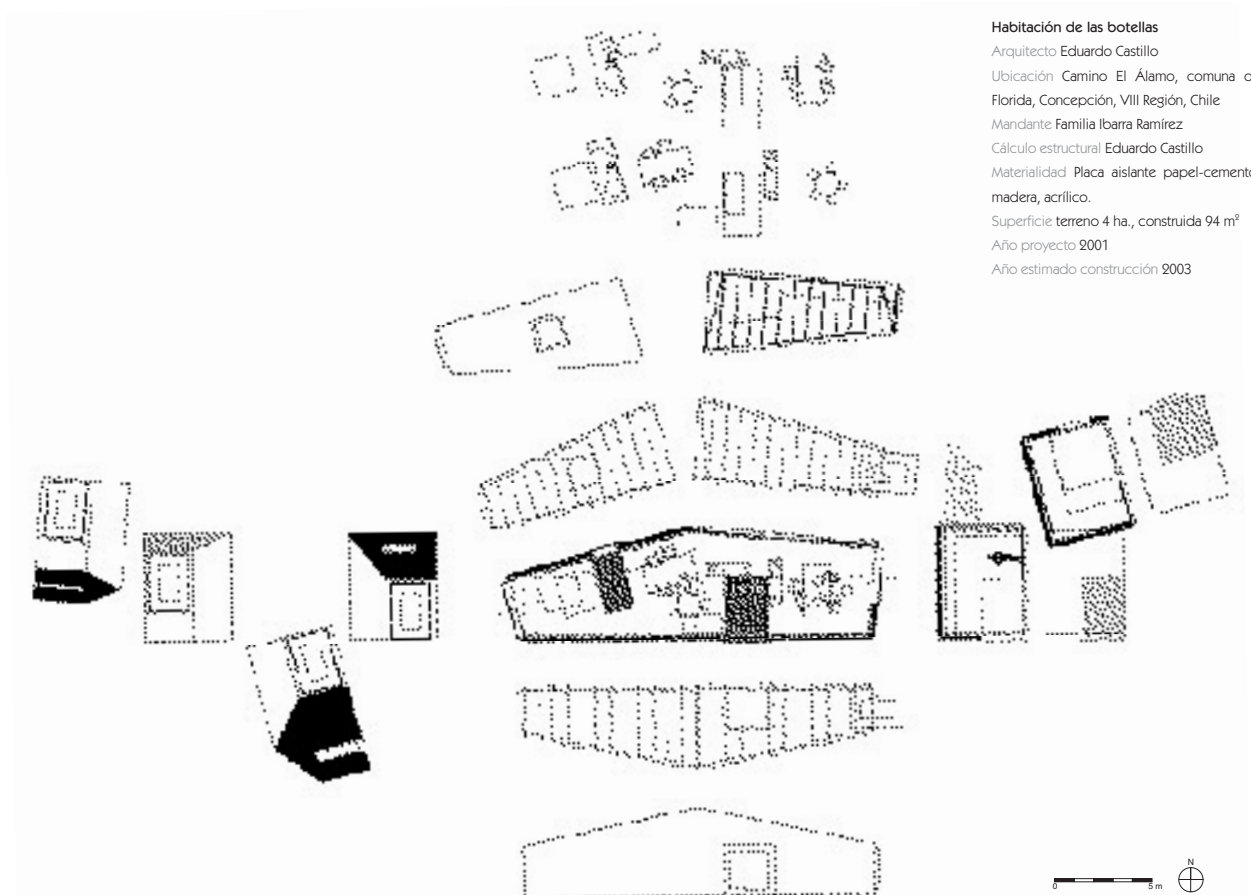 Habitación de las botellas
Arquitecto Eduardo Castillo
Ubicación Camino El Álamo, comuna d
Florida, Concepción, VIII Región, Chile
Mandante Familia Ibarra Ramírez
Cálculo estructural Eduardo Castillo
Materialidad Placa aislante papel-cemento
madera, acrílico.
Superficie terreno 4 ha., construida 94 m²
Año proyecto 2001
Año estimado construcción 2003
N
0 5 m